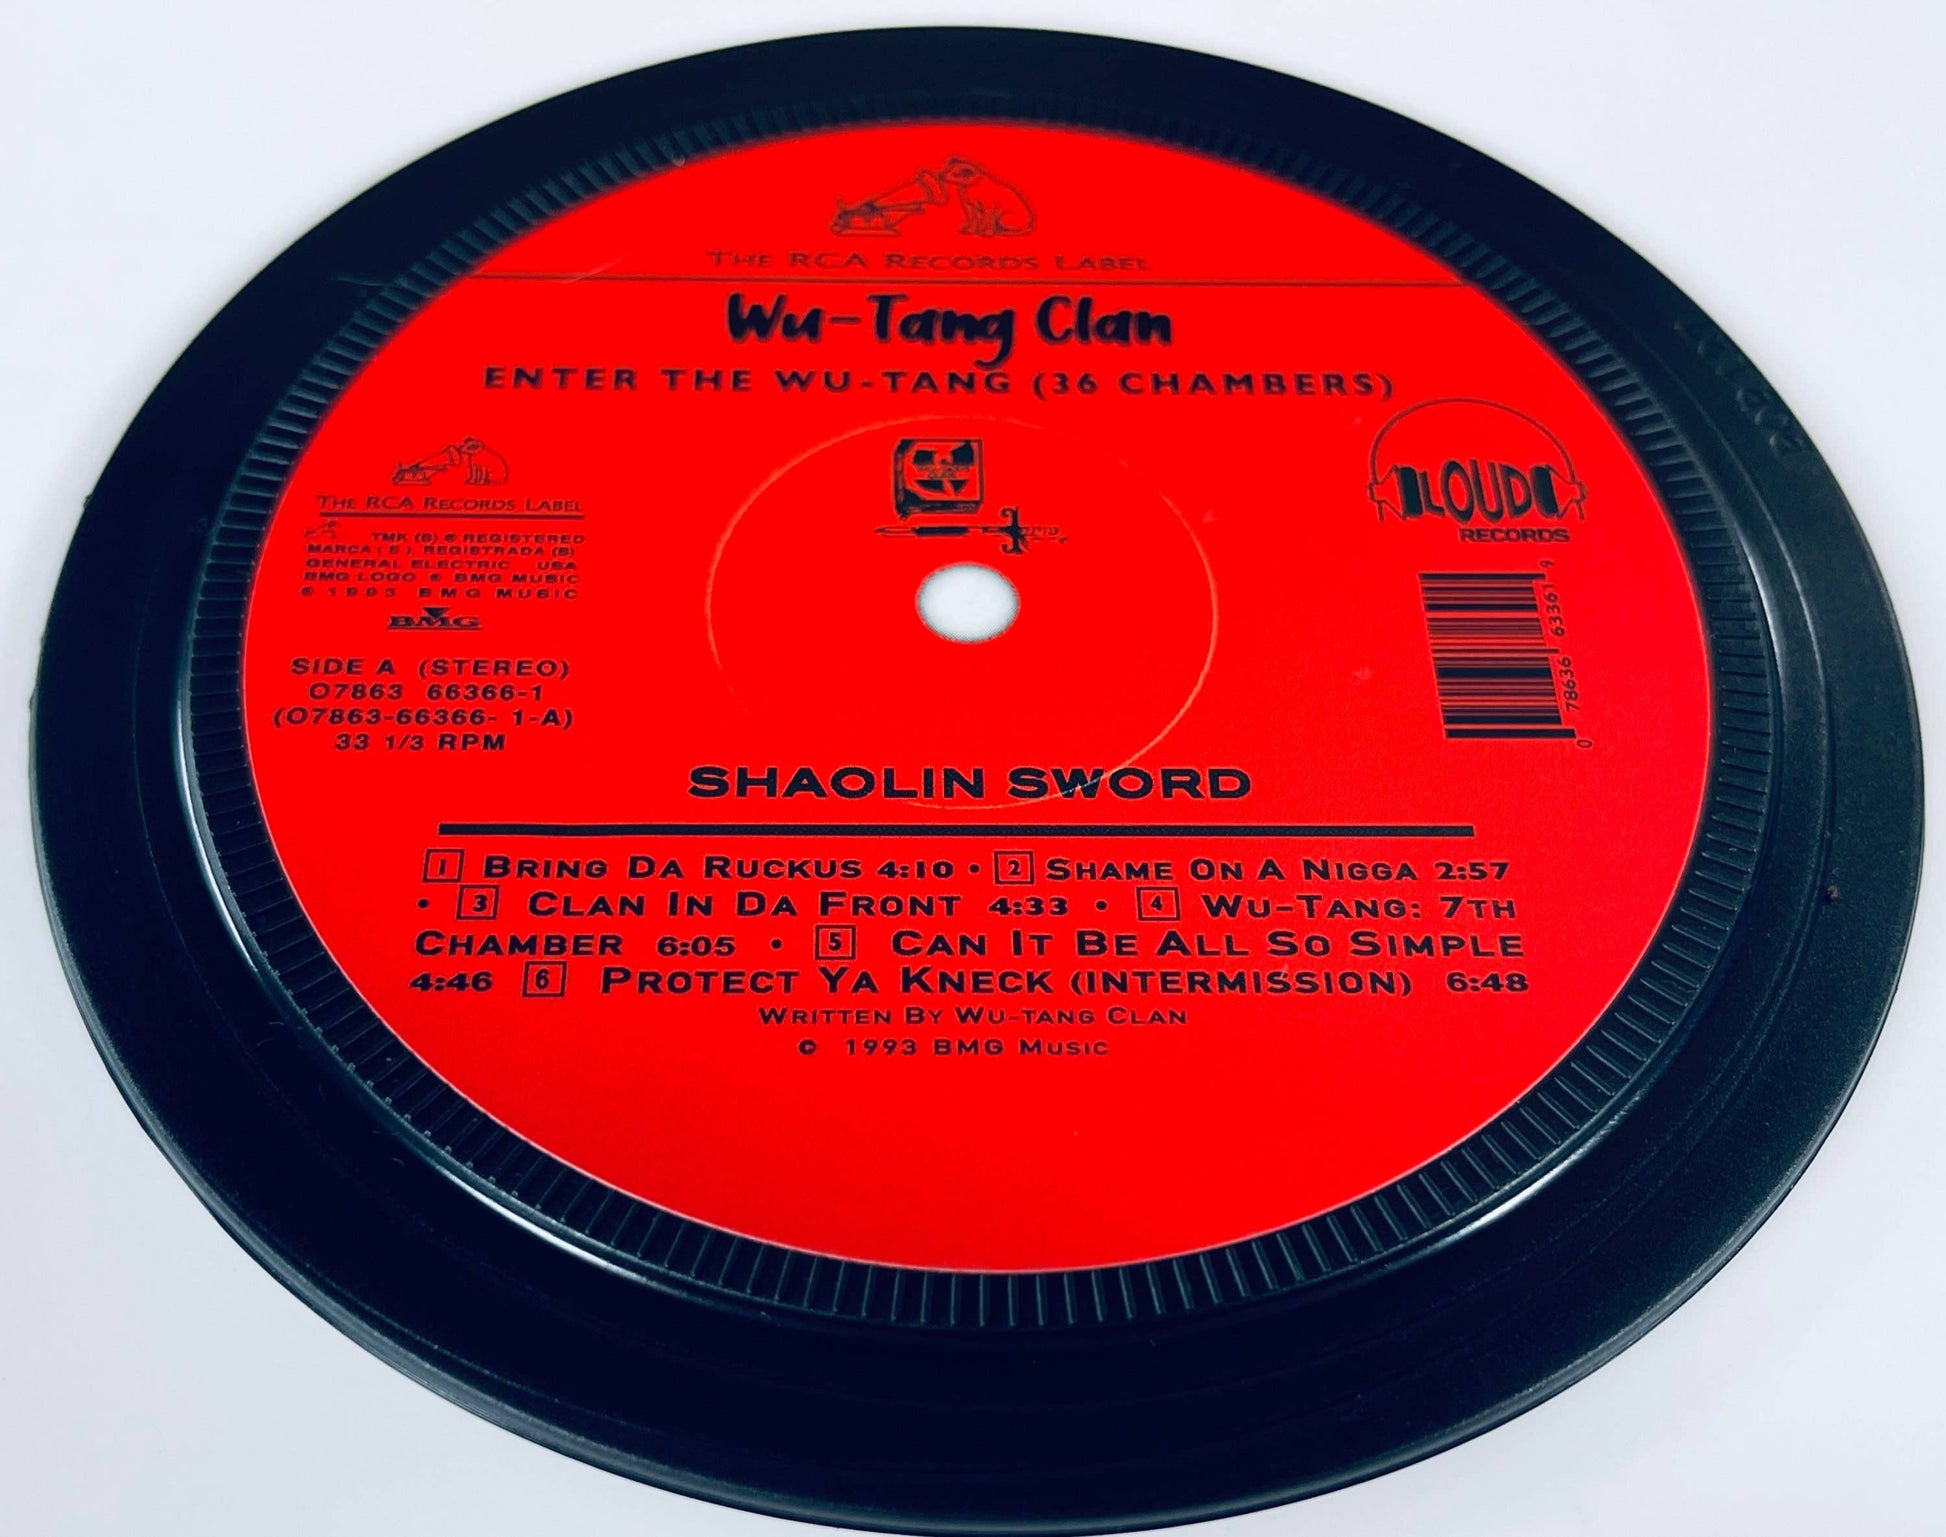 THE RCA RECORDS LABEL
Wu-Tang Clan
ENTER THE WU-TANG (36 CHAMBERS)
THE RCA RECORDS LABEL
TMK (S) ® REGISTERED
MARCA ( S ), REGISTRADA (S)
GENERAL ELECTRIC USA
BMG LOGO ® BMG MUSIC
© 1993 BMG MUSIC
BMG
SIDE A (STEREO)
07863 66366-1
(07863-66366- 1-A)
33 1/3 RPM
LOUD
RECORDS
0 78636 63361 9
SHAOLIN SWORD
1 BRING DA RUCKUS 4:10 • 2 SHAME ON A NIGGA 2:57
• 3 CLAN IN DA FRONT 4:33 • 4 WU-TANG: 7TH
CHAMBER 6:05 • 5 CAN IT BE ALL SO SIMPLE
4:46 6 PROTECT YA KNECK (INTERMISSION) 6:48
WRITTEN BY WU-TANG CLAN
© 1993 BMG MUSIC